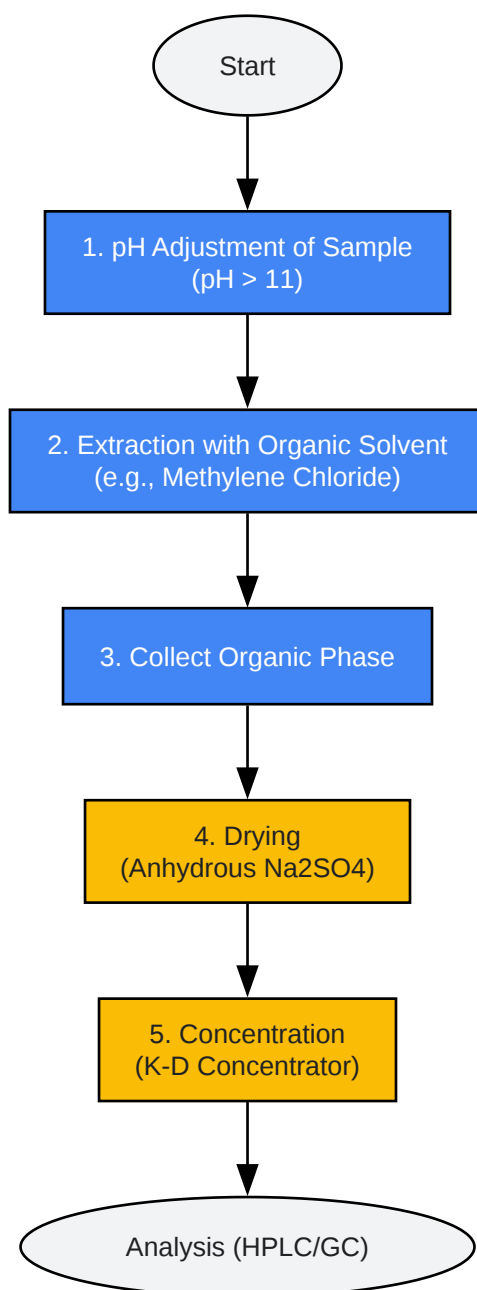 Start
1. pH Adjustment of Sample
(pH > 11)
2. Extraction with Organic Solvent
(e.g., Methylene Chloride)
3. Collect Organic Phase
4. Drying
(Anhydrous Na2SO4)
5. Concentration
(K-D Concentrator)
Analysis (HPLC/GC)